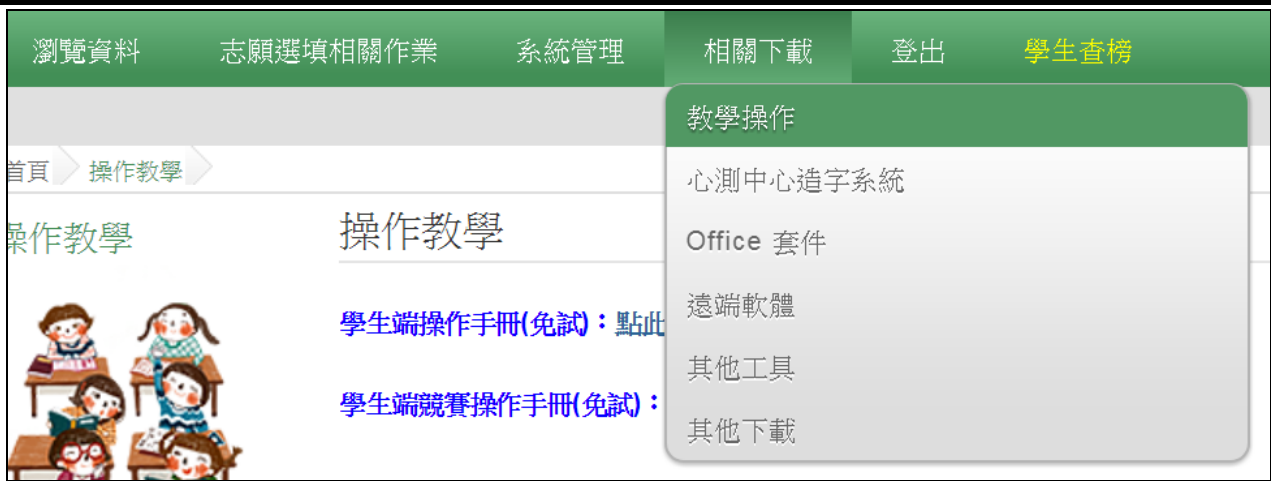 瀏覽資料 志願選填相關作業 系統管理 相關下載 登出 學生查榜
教學操作
心測中心造字系統
Office 套件
遠端軟體
其他工具
其他下載
首頁 操作教學
操作教學
操作教學
學生端操作手冊(免試)：點此
學生端競賽操作手冊(免試)：